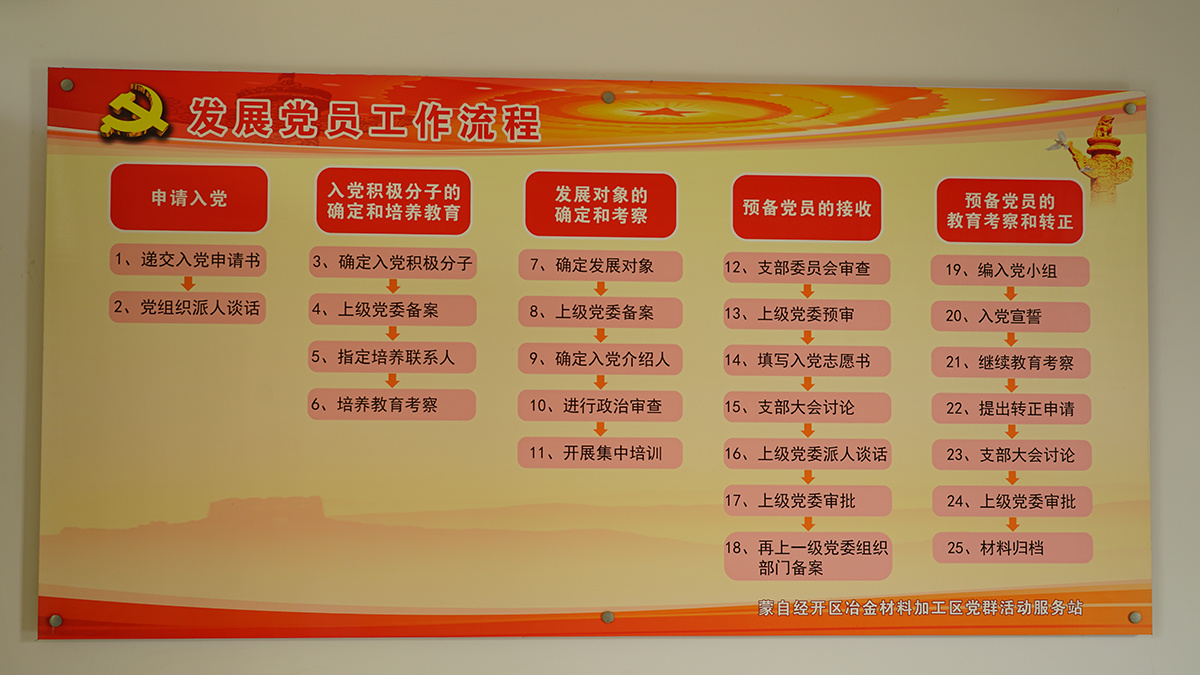 发展党员工作流程
申请入党
1、递交入党申请书
2、党组织派人谈话
入党积极分子的
确定和培养教育
3、确定入党积极分子
4、上级党委备案
5、指定培养联系人
6、培养教育考察
发展对象的
确定和考察
7、确定发展对象
8、上级党委备案
9、确定入党介绍人
10、进行政治审查
11、开展集中培训
预备党员的接收
12、支部委员会审查
13、上级党委预审
14、填写入党志愿书
15、支部大会讨论
16、上级党委派人谈话
17、上级党委审批
18、再上一级党委组织
部门备案
预备党员的
教育考察和转正
19、编入党小组
20、入党宣誓
21、继续教育考察
22、提出转正申请
23、支部大会讨论
24、上级党委审批
25、材料归档
蒙自经开区冶金材料加工区党群活动服务站